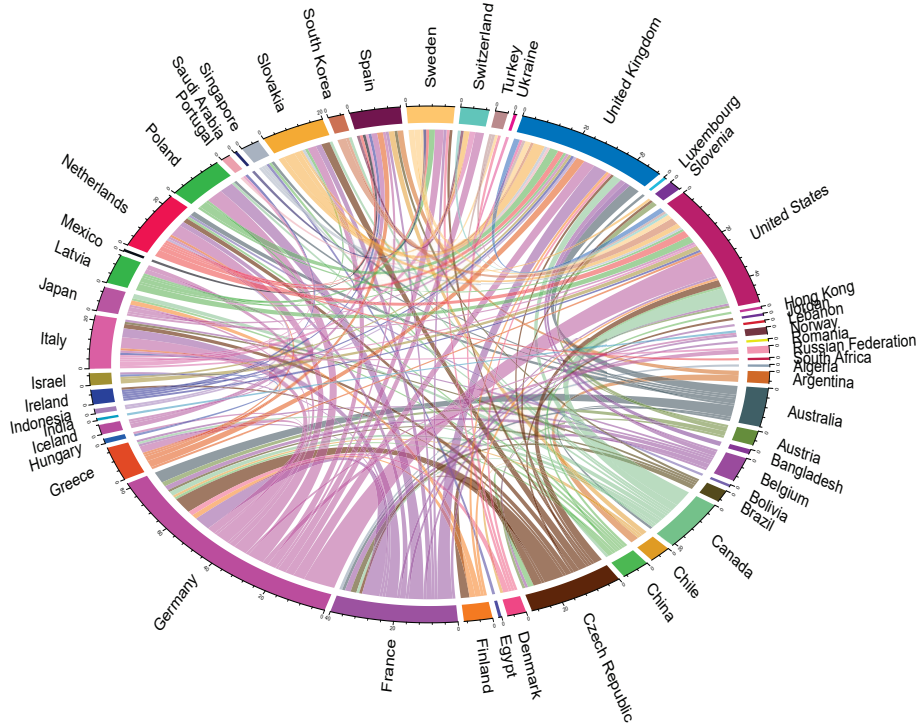 South Korea
Spain
Sweden
Switzerland
Turkey
Ukraine
United Kingdom
Luxembourg
Slovenia
United States
Hong Kong
Jordan
Lebanon
Norway
Romania
Russian Federation
South Africa
Algeria
Argentina
Australia
Austria
Bangladesh
Belgium
Bolivia
Brazil
Canada
Chile
China
Czech Republic
Denmark
Egypt
Finland
France
Germany
Greece
Hungary
Iceland
India
Indonesia
Ireland
Israel
Italy
Japan
Latvia
Mexico
Netherlands
Poland
Portugal
Saudi Arabia
Singapore
Slovakia